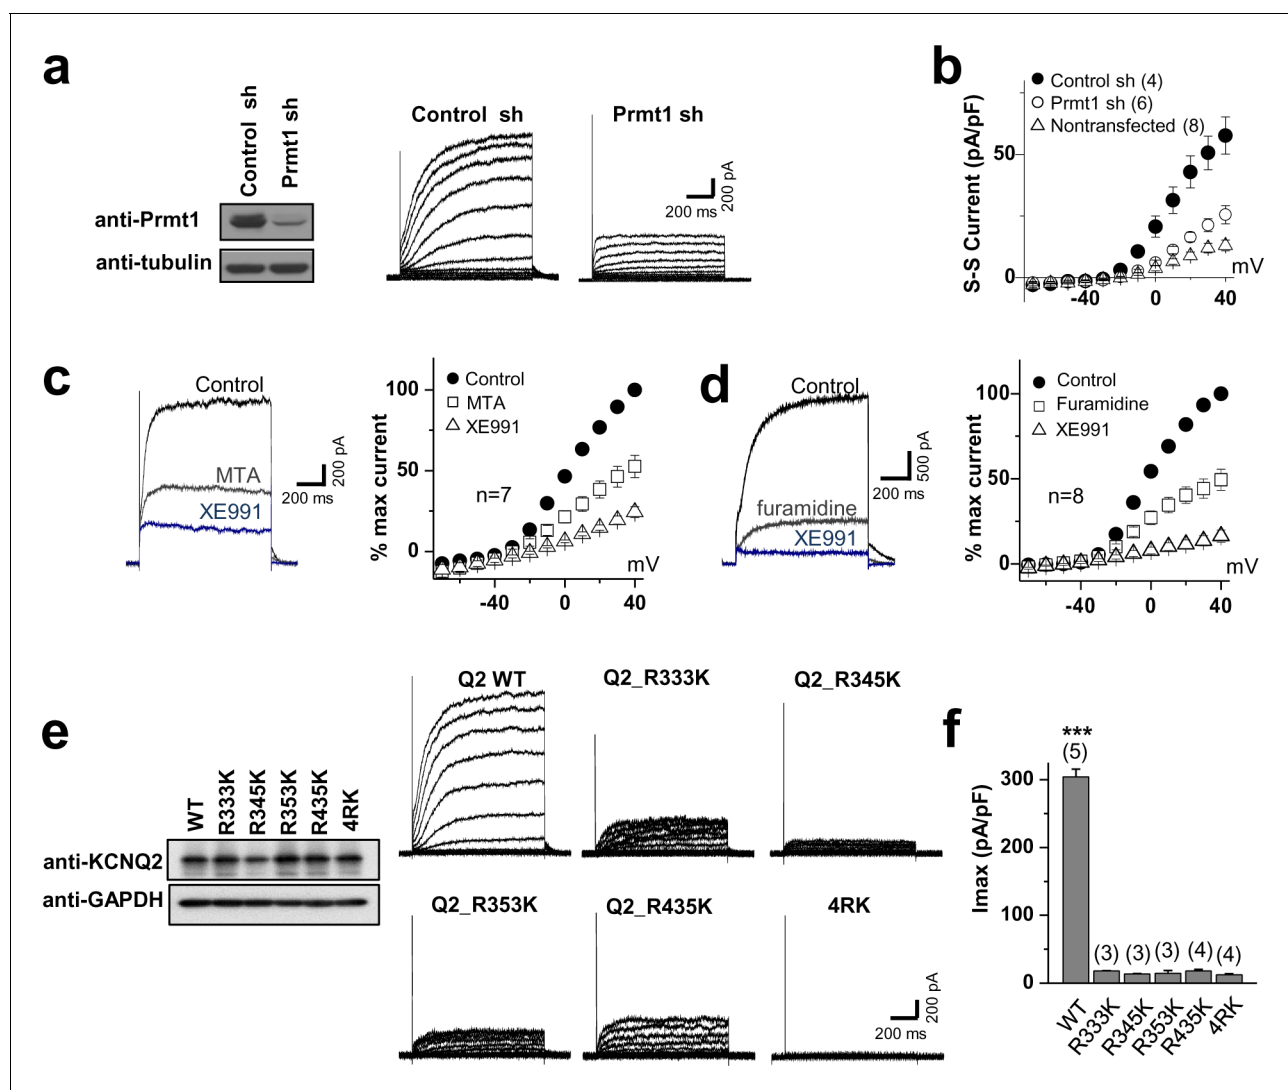 a
Control sh
Prmt1 sh
anti-Prmt1
anti-tubulin
Control sh
Prmt1 sh
200 pA
200 ms
b
Control sh (4)
Prmt1 sh (6)
Nontransfected (8)
S-S Current (pA/pF)
50
0
mV
-40 0 40
c
Control
MTA
XE991
200 pA
200 ms
Control
MTA
XE991
% max current
100
50
0
n=7
mV
-40 0 40
d
Control
furamidine
XE991
500 pA
200 ms
Control
Furamidine
XE991
% max current
100
50
0
n=8
mV
-40 0 40
e
WT
R333K
R345K
R353K
R435K
4RK
anti-KCNQ2
anti-GAPDH
Q2 WT
Q2_R333K
Q2_R345K
Q2_R353K
Q2_R435K
4RK
200 pA
200 ms
f
***
(5)
(3) (3) (3) (4) (4)
Imax (pA/pF)
300
200
100
0
WT
R333K
R345K
R353K
R435K
4RK